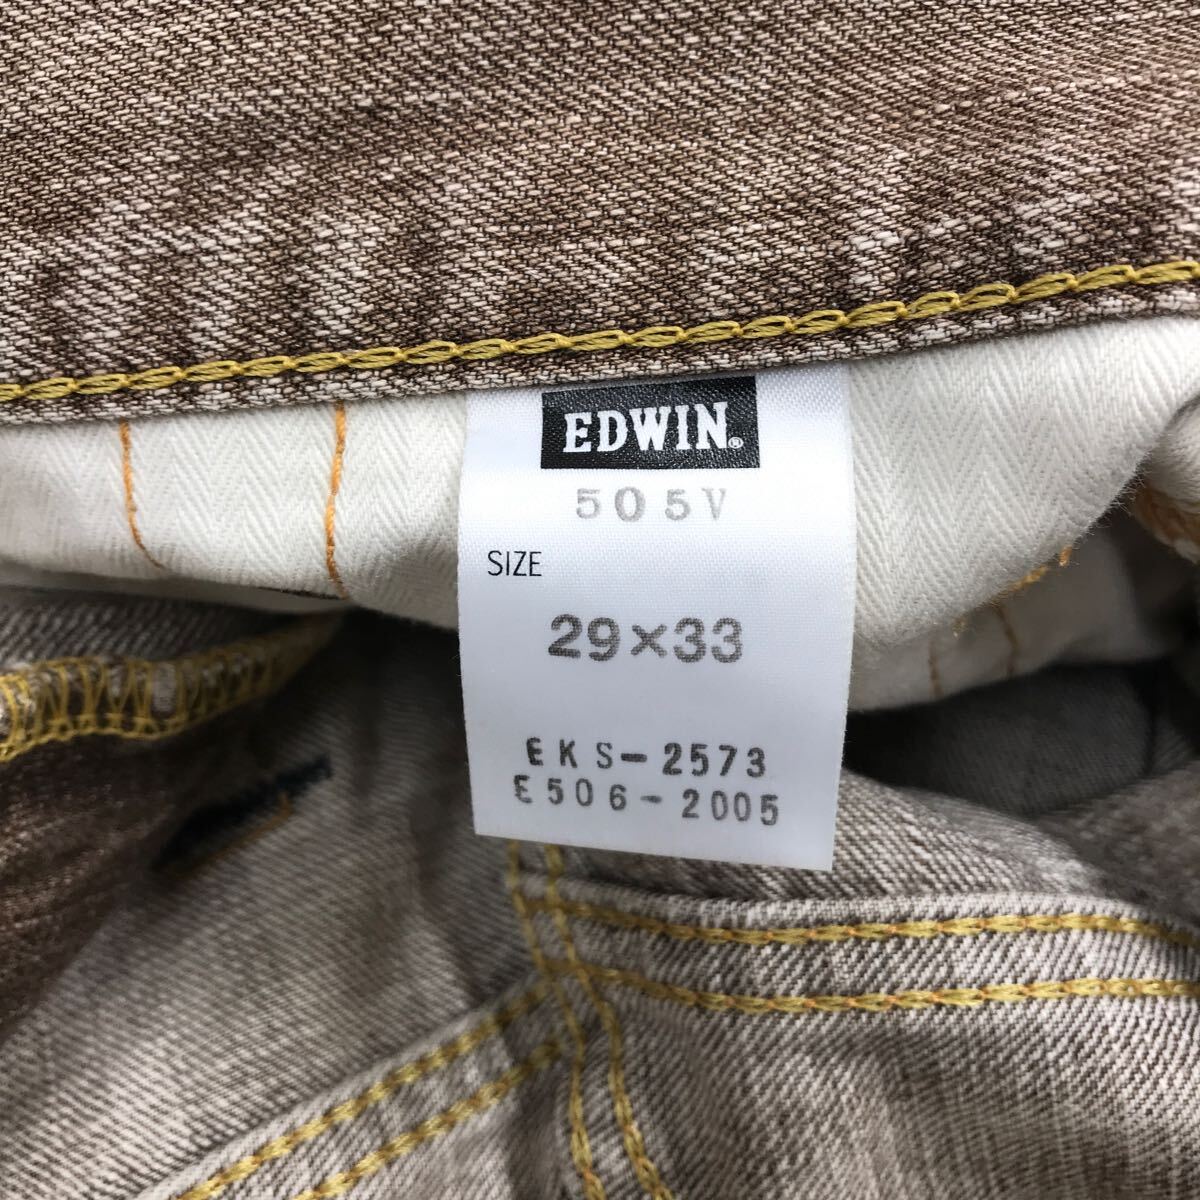 EDWIN®
505V
SIZE
29×33
EKS-2573
E506-2005